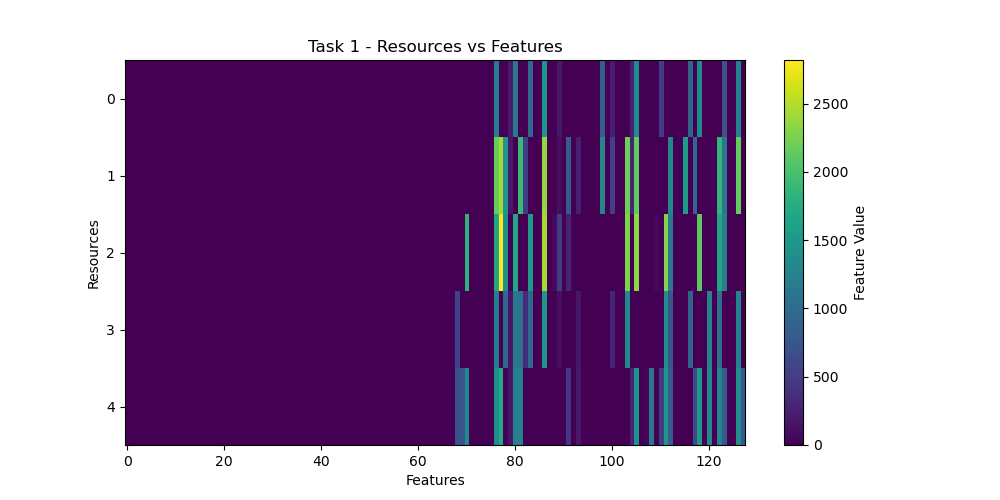 Task 1 - Resources vs Features
Resources
0
1
2
3
4
0 20 40 60 80 100 120
Features
2500
2000
1500
1000
500
0
Feature Value